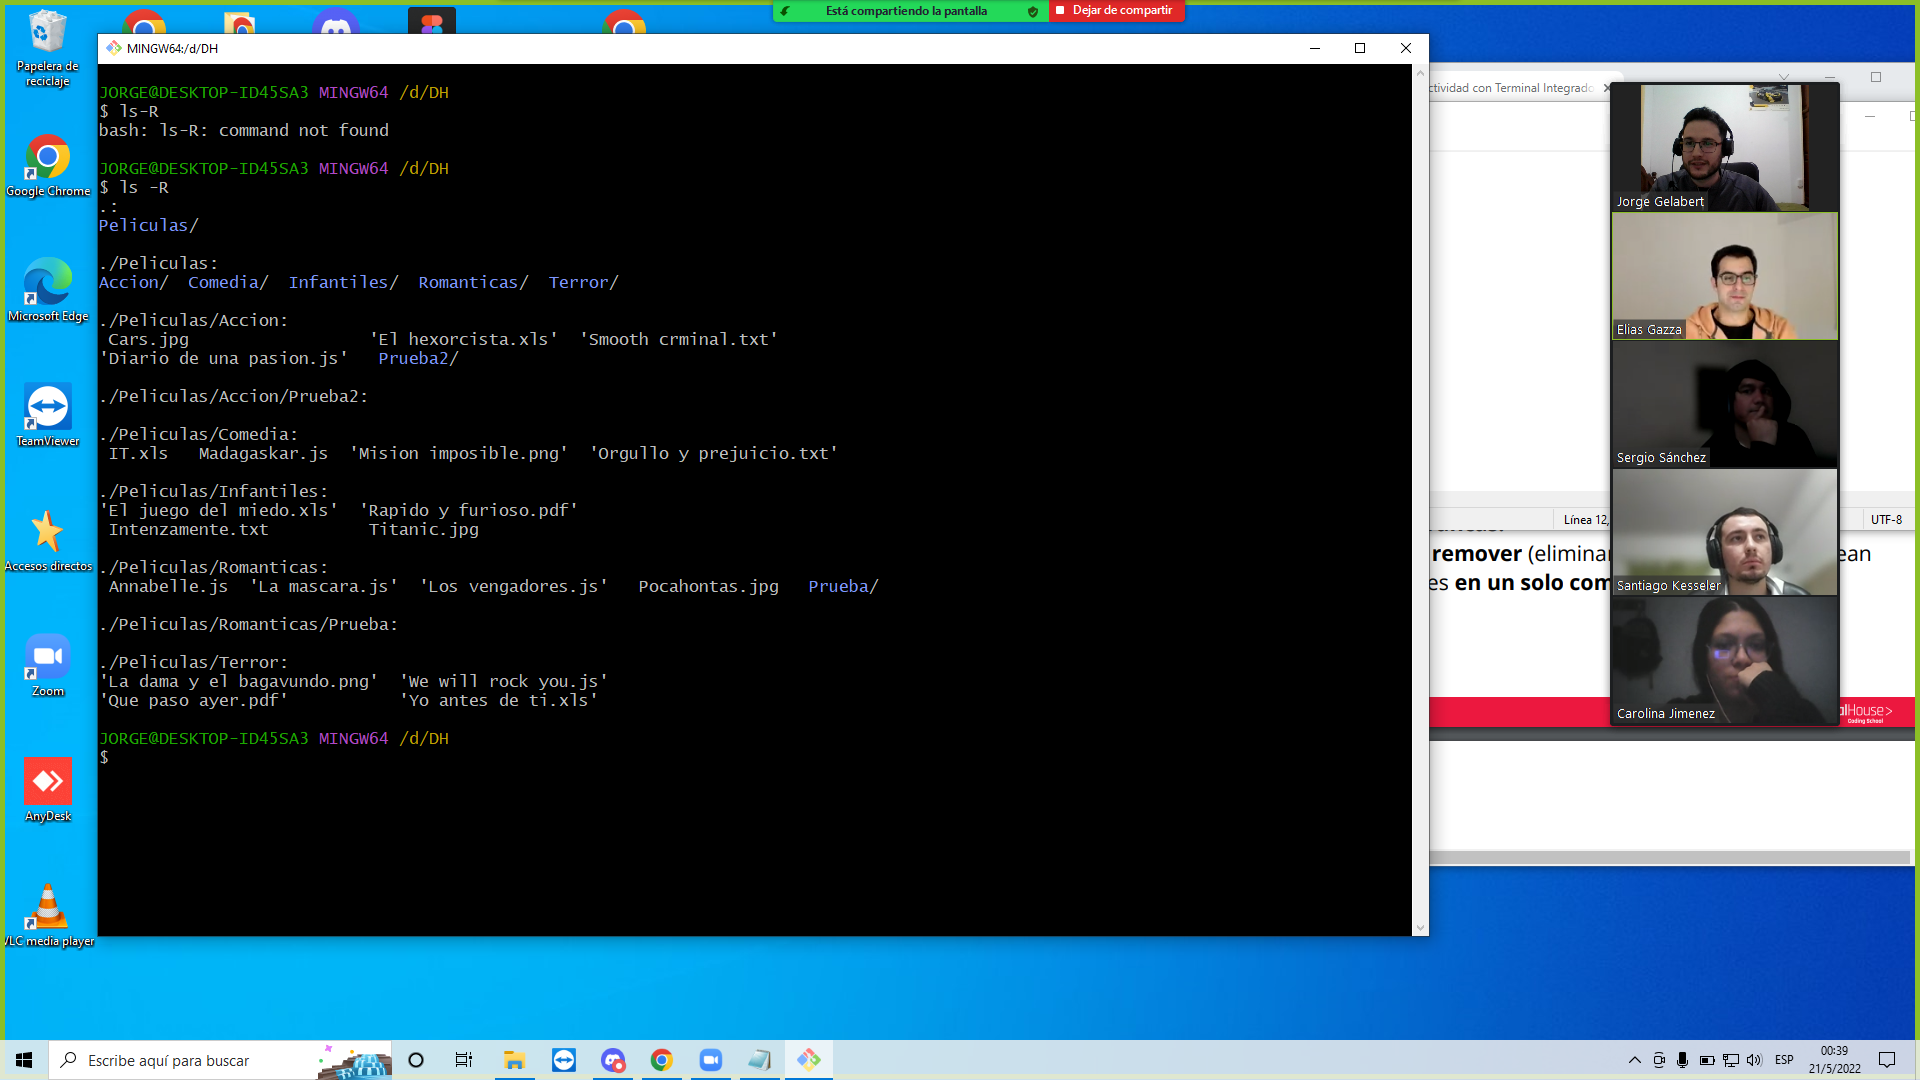 Está compartiendo la pantalla
Dejar de compartir
Papelera de
reciclaje
Google Chrome
Microsoft Edge
TeamViewer
Accesos directos
Zoom
AnyDesk
VLC media player
MINGW64:/d/DH
JORGE@DESKTOP-ID45SA3 MINGW64 /d/DH
$ ls-R
bash: ls-R: command not found
JORGE@DESKTOP-ID45SA3 MINGW64 /d/DH
$ ls -R
.:
Peliculas/
./Peliculas:
Accion/  Comedia/  Infantiles/  Romanticas/  Terror/
./Peliculas/Accion:
Cars.jpg  'El hexorcista.xls'  'Smooth crminal.txt'
'Diario de una pasion.js'  Prueba2/
./Peliculas/Accion/Prueba2:
./Peliculas/Comedia:
IT.xls  Madagaskar.js  'Mision imposible.png'  'Orgullo y prejuicio.txt'
./Peliculas/Infantiles:
'El juego del miedo.xls'  'Rapido y furioso.pdf'
Intenzamente.txt  Titanic.jpg
./Peliculas/Romanticas:
Annabelle.js  'La mascara.js'  'Los vengadores.js'  Pocahontas.jpg  Prueba/
./Peliculas/Romanticas/Prueba:
./Peliculas/Terror:
'La dama y el bagavundo.png'  'We will rock you.js'
'Que paso ayer.pdf'  'Yo antes de ti.xls'
JORGE@DESKTOP-ID45SA3 MINGW64 /d/DH
$
ctividad con Terminal Integrado
Jorge Gelabert
Elias Gazza
Sergio Sánchez
Santiago Kesseler
Carolina Jimenez
Línea 12,
UTF-8
remover (eliminar
ean
es en un solo com
alHouse>
Coding School
Escribe aquí para buscar
ESP
00:39
21/5/2022